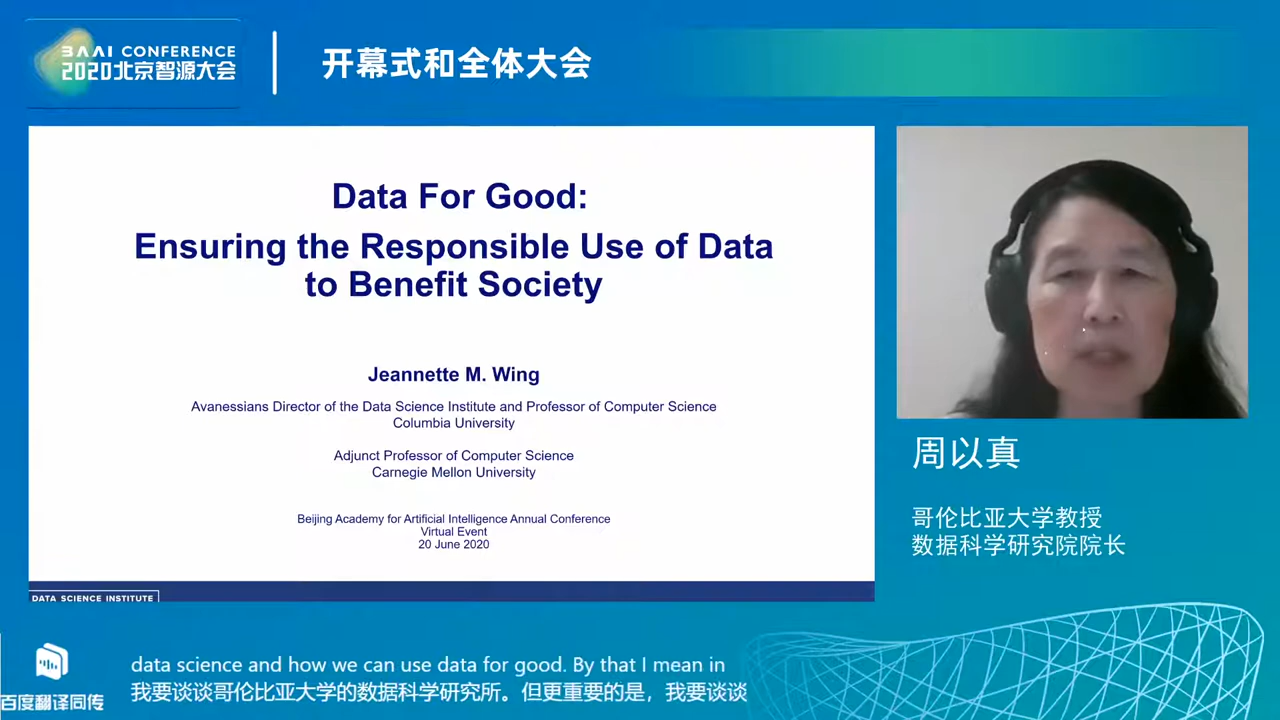 BAAI CONFERENCE
2020北京智源大会
开幕式和全体大会
Data For Good:
Ensuring the Responsible Use of Data
to Benefit Society
Jeannette M. Wing
Avanessians Director of the Data Science Institute and Professor of Computer Science
Columbia University
Adjunct Professor of Computer Science
Carnegie Mellon University
Beijing Academy for Artificial Intelligence Annual Conference
Virtual Event
20 June 2020
DATA SCIENCE INSTITUTE
周以真
哥伦比亚大学教授
数据科学研究院院长
data science and how we can use data for good. By that I mean in
我要谈谈哥伦比亚大学的数据科学研究所。但更重要的是，我要谈谈
百度翻译同传